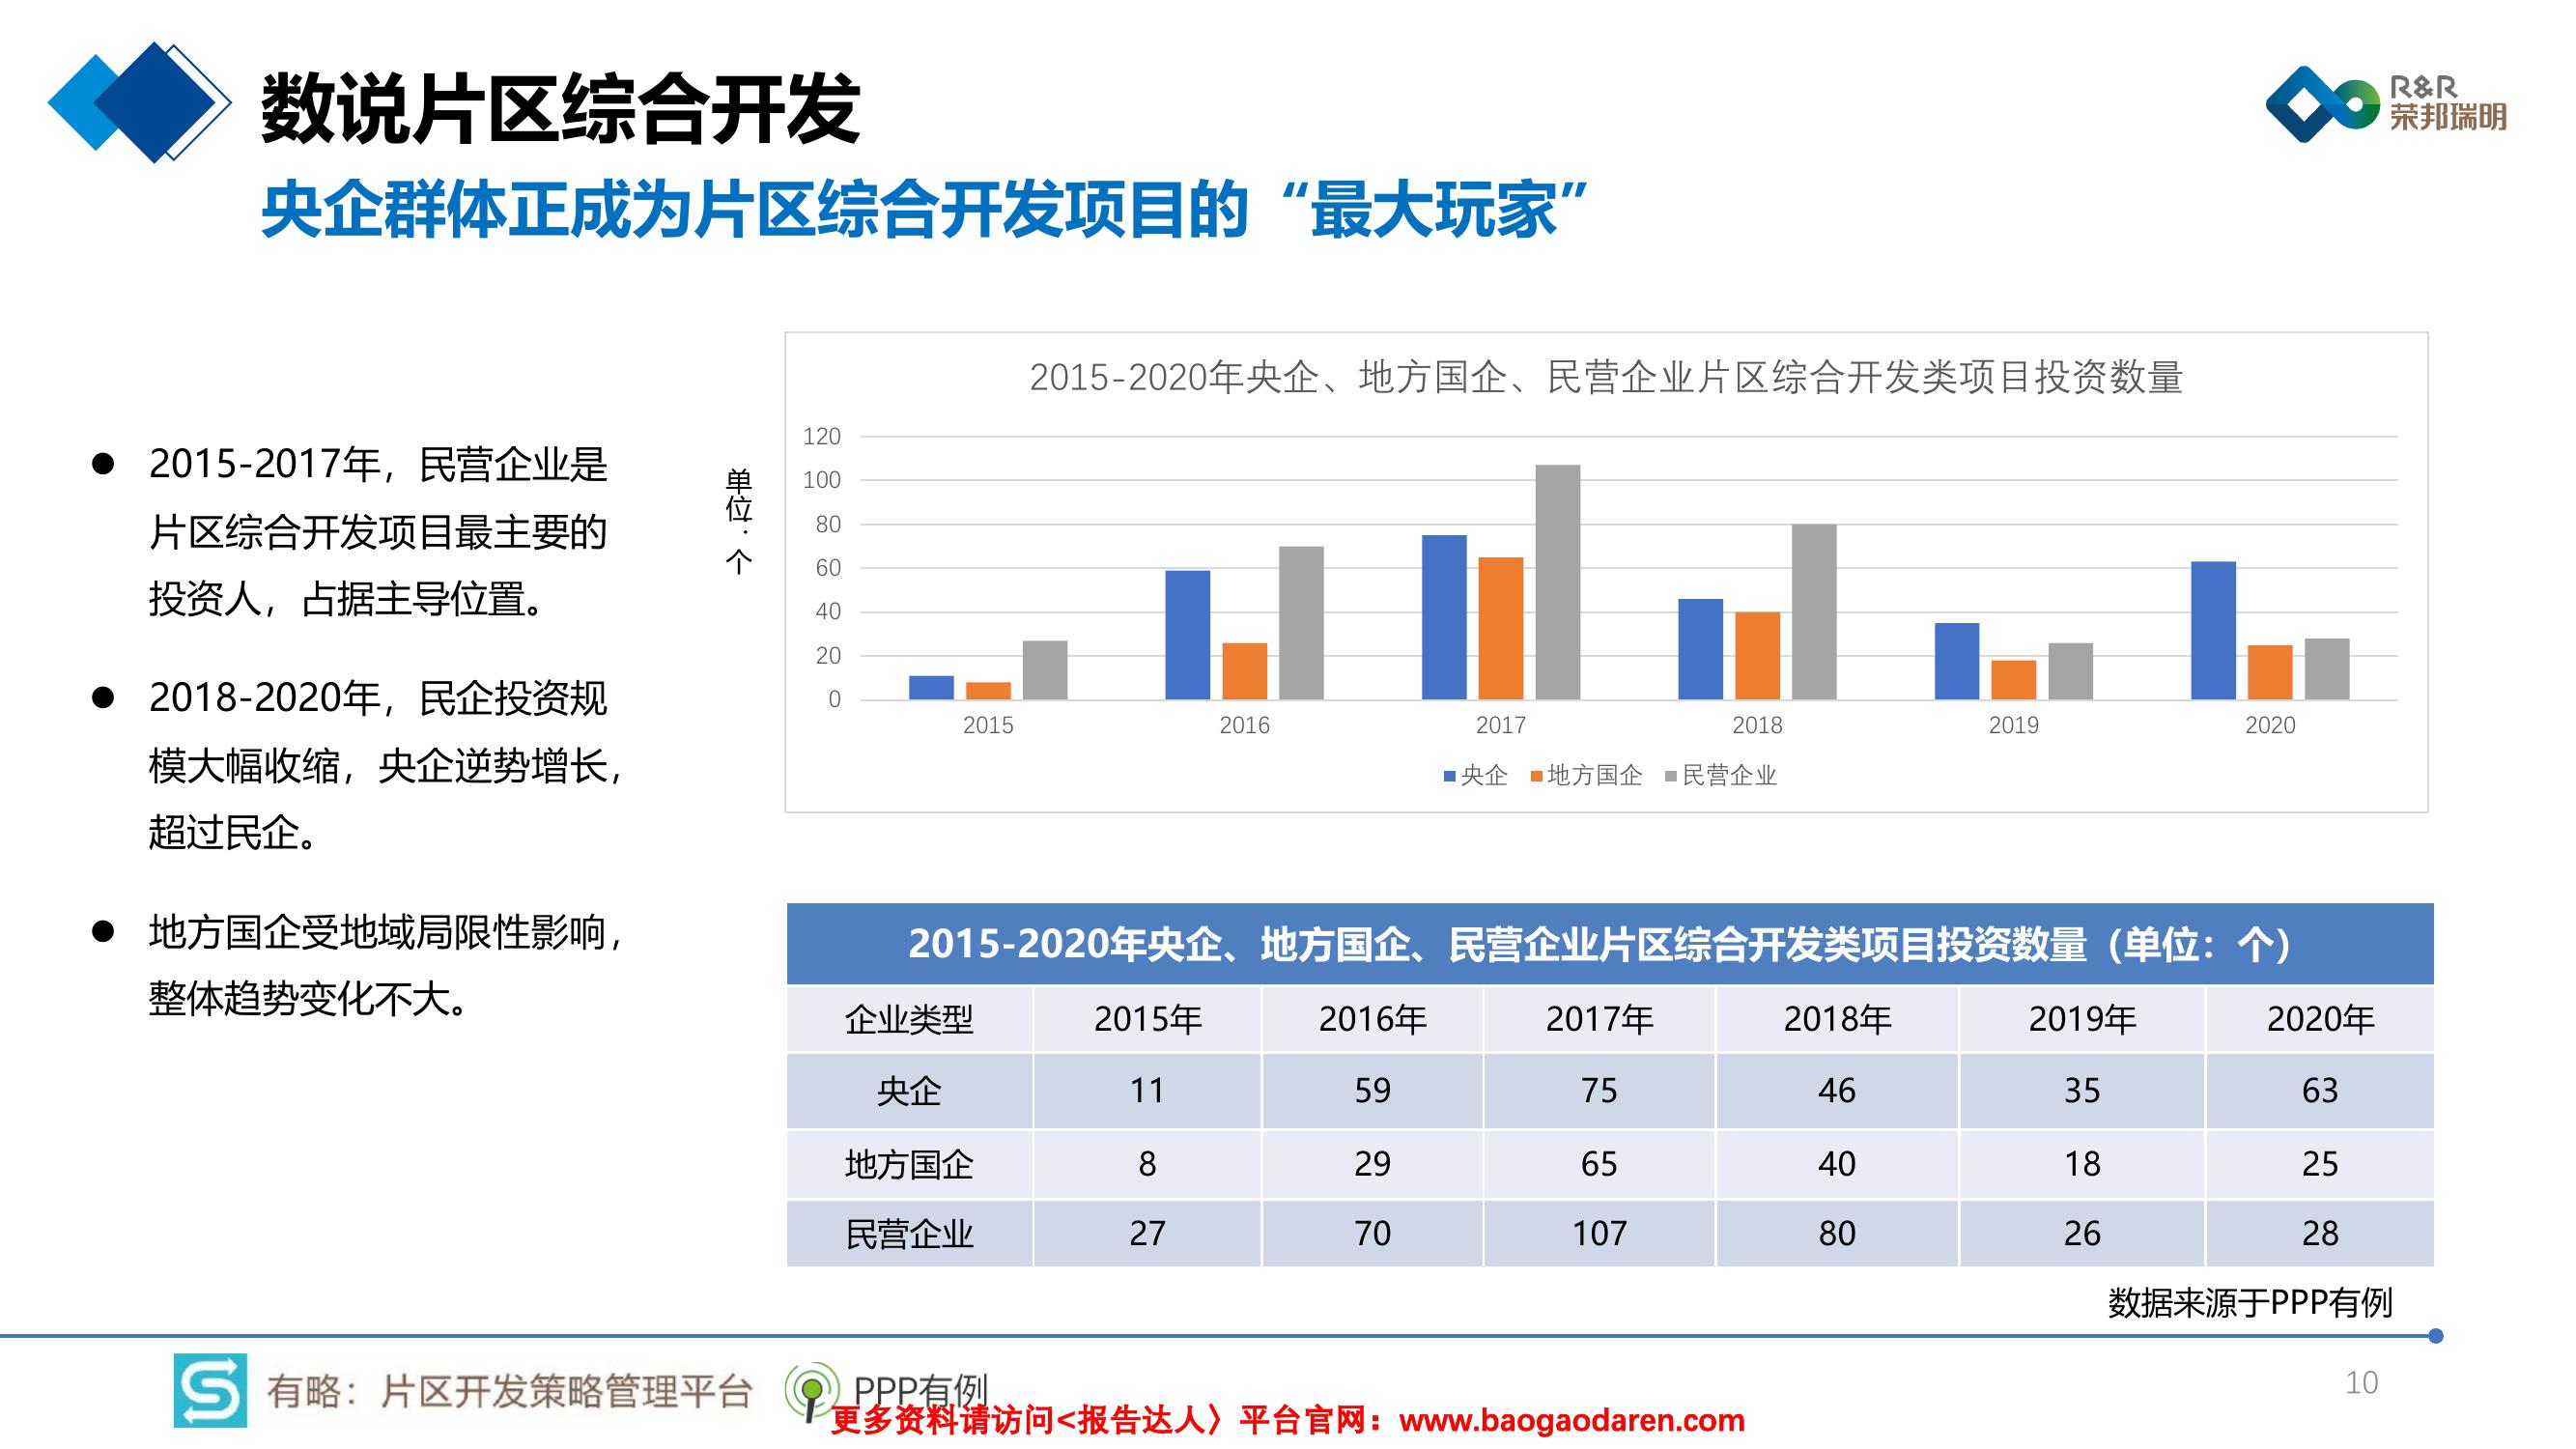 数说片区综合开发
R&R
荣邦瑞明
央企群体正成为片区综合开发项目的“最大玩家”
● 2015-2017年，民营企业是
片区综合开发项目最主要的
投资人，占据主导位置。
● 2018-2020年，民企投资规
模大幅收缩，央企逆势增长，
超过民企。
● 地方国企受地域局限性影响，
整体趋势变化不大。
单位：个
2015-2020年央企、地方国企、民营企业片区综合开发类项目投资数量
120
100
80
60
40
20
0
2015 2016 2017 2018 2019 2020
央企 地方国企 民营企业
2015-2020年央企、地方国企、民营企业片区综合开发类项目投资数量（单位：个）
企业类型 2015年 2016年 2017年 2018年 2019年 2020年
央企 11 59 75 46 35 63
地方国企 8 29 65 40 18 25
民营企业 27 70 107 80 26 28
数据来源于PPP有例
有略：片区开发策略管理平台
PPP有例
更多资料请访问<报告达人〉平台官网：www.baogaodaren.com
10